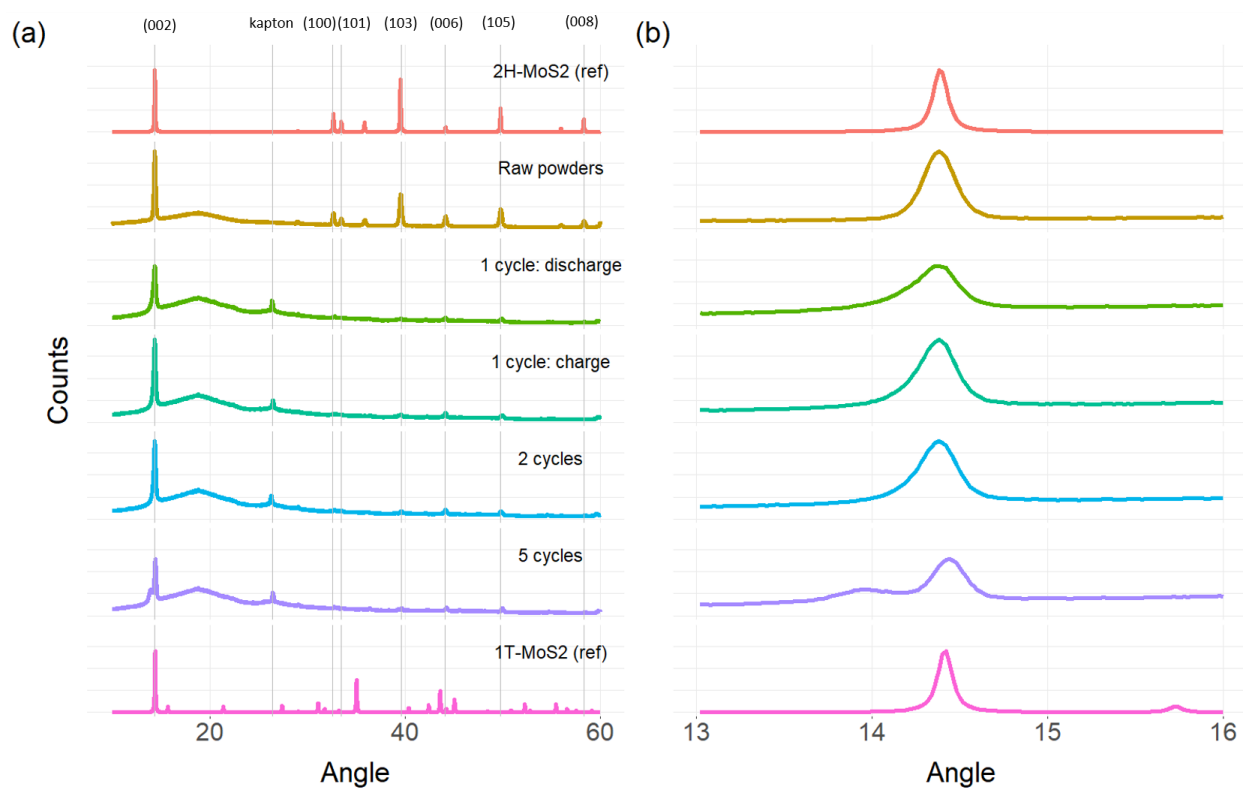 (a)
(002) kapton (100) (101) (103) (006) (105) (008)
2H-MoS2 (ref)
Raw powders
1 cycle: discharge
1 cycle: charge
2 cycles
5 cycles
1T-MoS2 (ref)
Counts
20 40 60
Angle
(b)
13 14 15 16
Angle